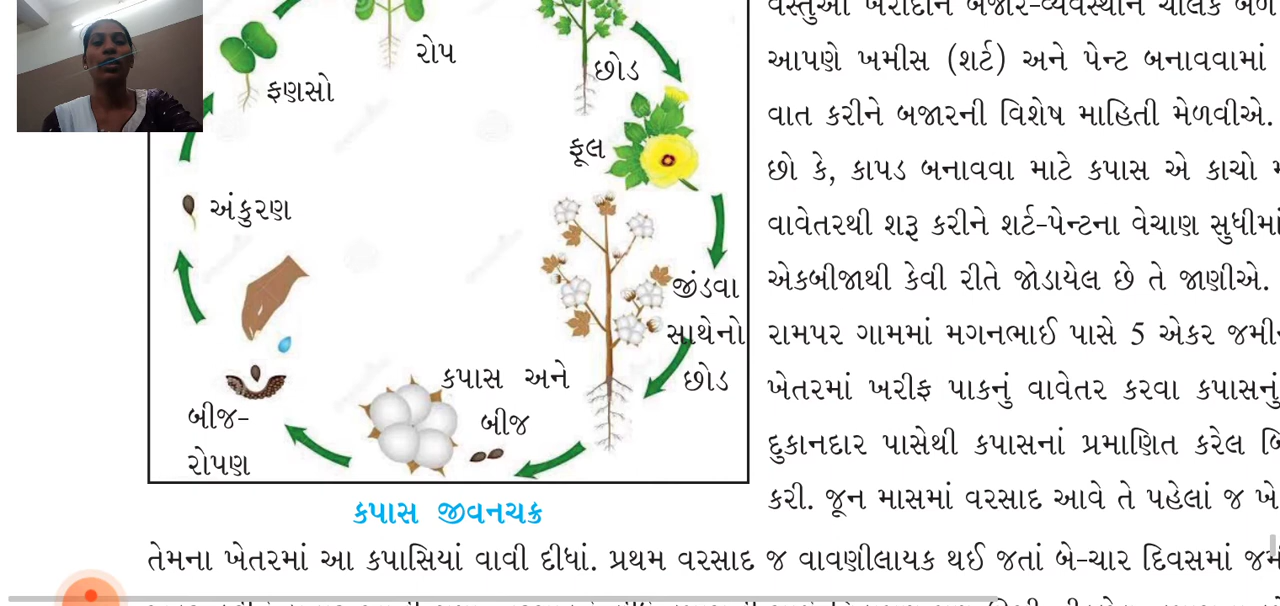 રોપ
છોડ
ફણસો
ફૂલ
અંકુરણ
જીંડવા
સાથેનો
છોડ
કપાસ અને
બીજ
બીજ-
રોપણ
કપાસ જીવનચક્ર
આપણે ખમીસ (શર્ટ) અને પેન્ટ બનાવવામાં
વાત કરીને બજારની વિશેષ માહિતી મેળવીએ.
છો કે, કાપડ બનાવવા માટે કપાસ એ કાચો
વાવેતરથી શરૂ કરીને શર્ટ-પેન્ટના વેચાણ સુધીમાં
એકબીજાથી કેવી રીતે જોડાયેલ છે તે જાણીએ.
રામપર ગામમાં મગનભાઈ પાસે 5 એકર
ખેતરમાં ખરીફ પાકનું વાવેતર કરવા કપાસનું
દુકાનદાર પાસેથી કપાસનાં પ્રમાણિત કરેલ
કરી. જૂન માસમાં વરસાદ આવે તે પહેલાં જ
તેમના ખેતરમાં આ કપાસિયાં વાવી દીધાં. પ્રથમ વરસાદ જ વાવણીલાયક થઈ જતાં બે-ચાર દિવસમાં